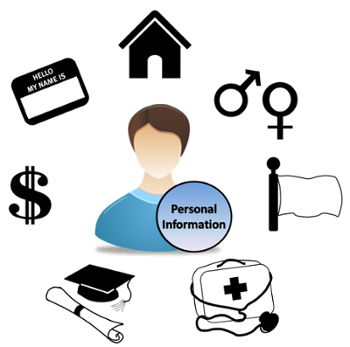 HELLO
MY NAME IS
Personal
Information